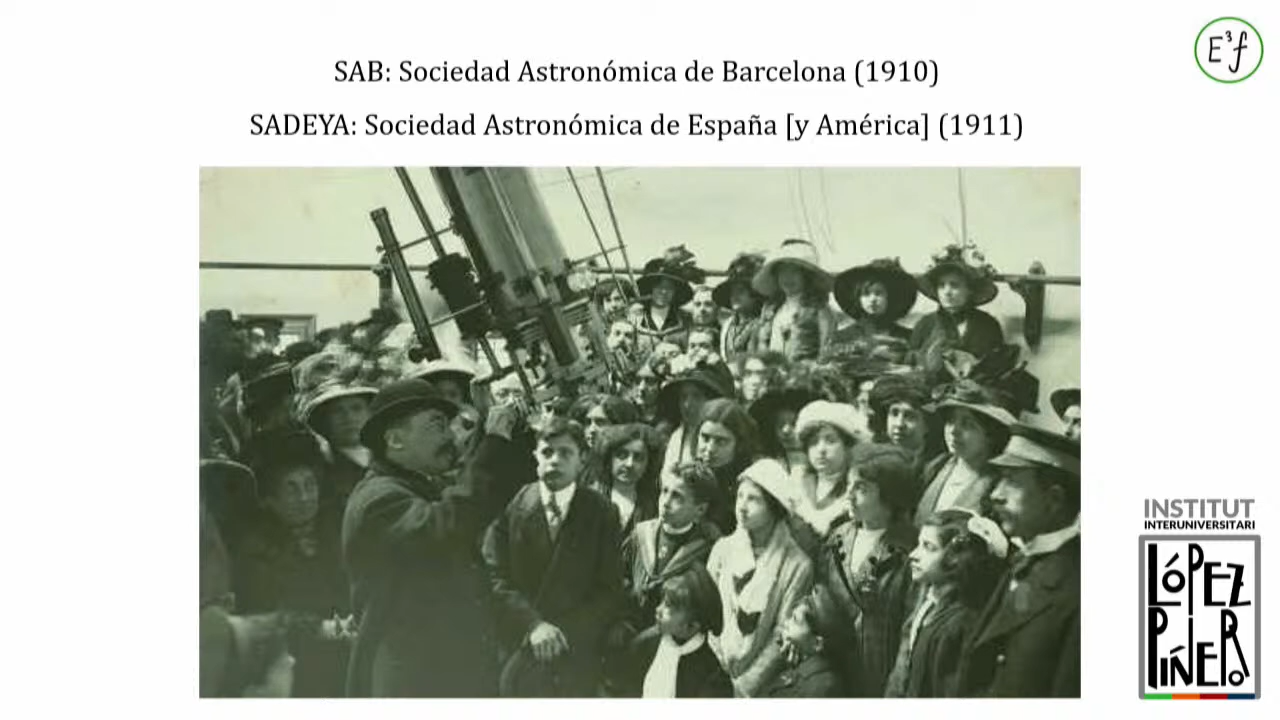 SAB: Sociedad Astronómica de Barcelona (1910)
E³f
SADEYA: Sociedad Astronómica de España [y América] (1911)
INSTITUT
INTERUNIVERSITARI
LÓPEZ
PIÑERO